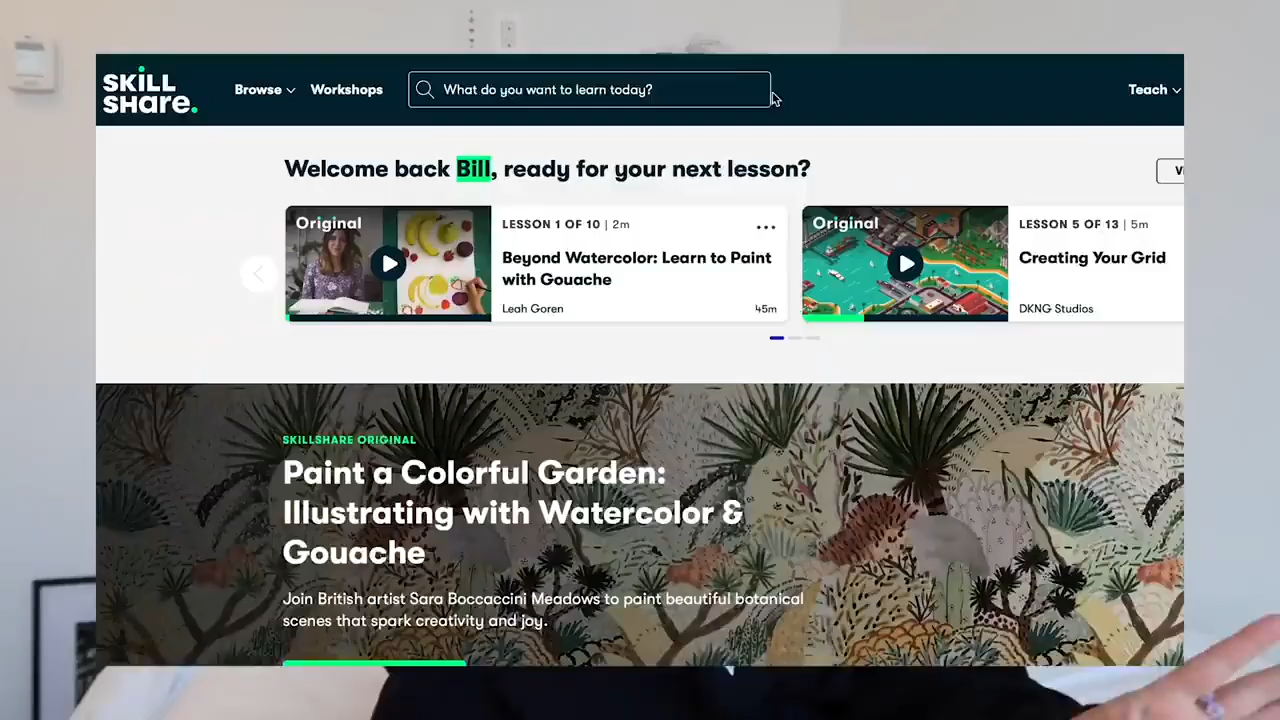 SKILL
SHARE.
Browse
Workshops
What do you want to learn today?
Teach
Welcome back Bill, ready for your next lesson?
Original
LESSON 1 OF 10 | 2m
Beyond Watercolor: Learn to Paint
with Gouache
Leah Goren
45m
Original
LESSON 5 OF 13 | 5m
Creating Your Grid
DKNG Studios
SKILLSHARE ORIGINAL
Paint a Colorful Garden:
Illustrating with Watercolor &
Gouache
Join British artist Sara Boccaccini Meadows to paint beautiful botanical
scenes that spark creativity and joy.